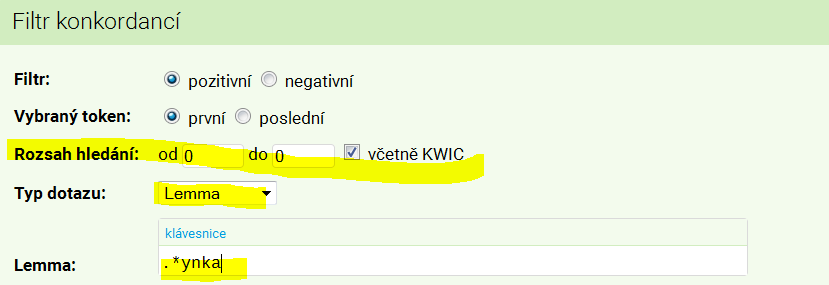 Filtr konkordancí
Filtr: pozitivní negativní
Vybraný token: první poslední
Rozsah hledání: od 0 do 0 včetně KWIC
Typ dotazu: Lemma
klávesnice
Lemma: .*ynka